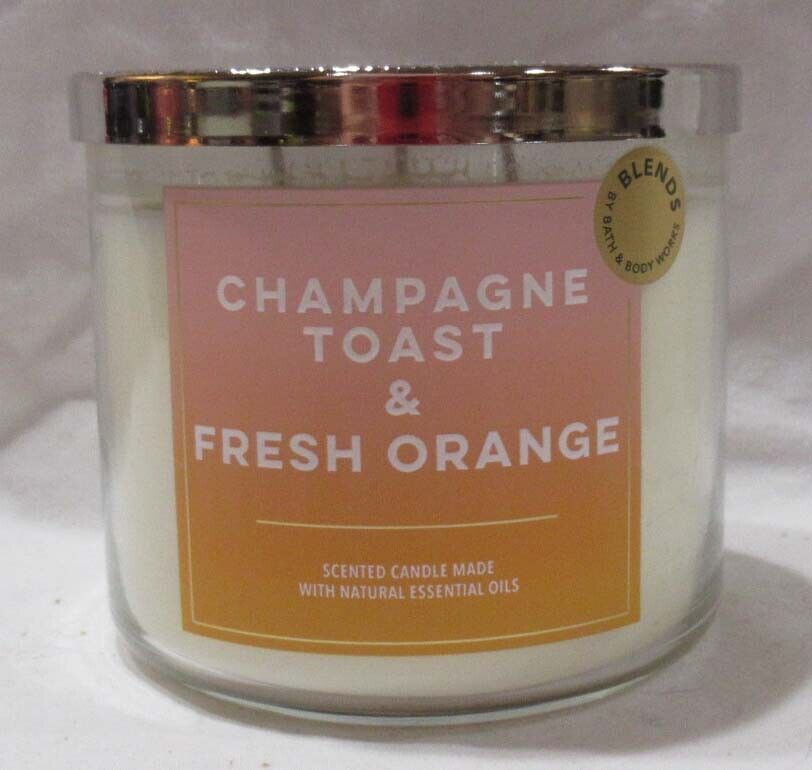 BLENDS
BY BATH & BODY WORKS
CHAMPAGNE
TOAST
&
FRESH ORANGE
SCENTED CANDLE MADE
WITH NATURAL ESSENTIAL OILS